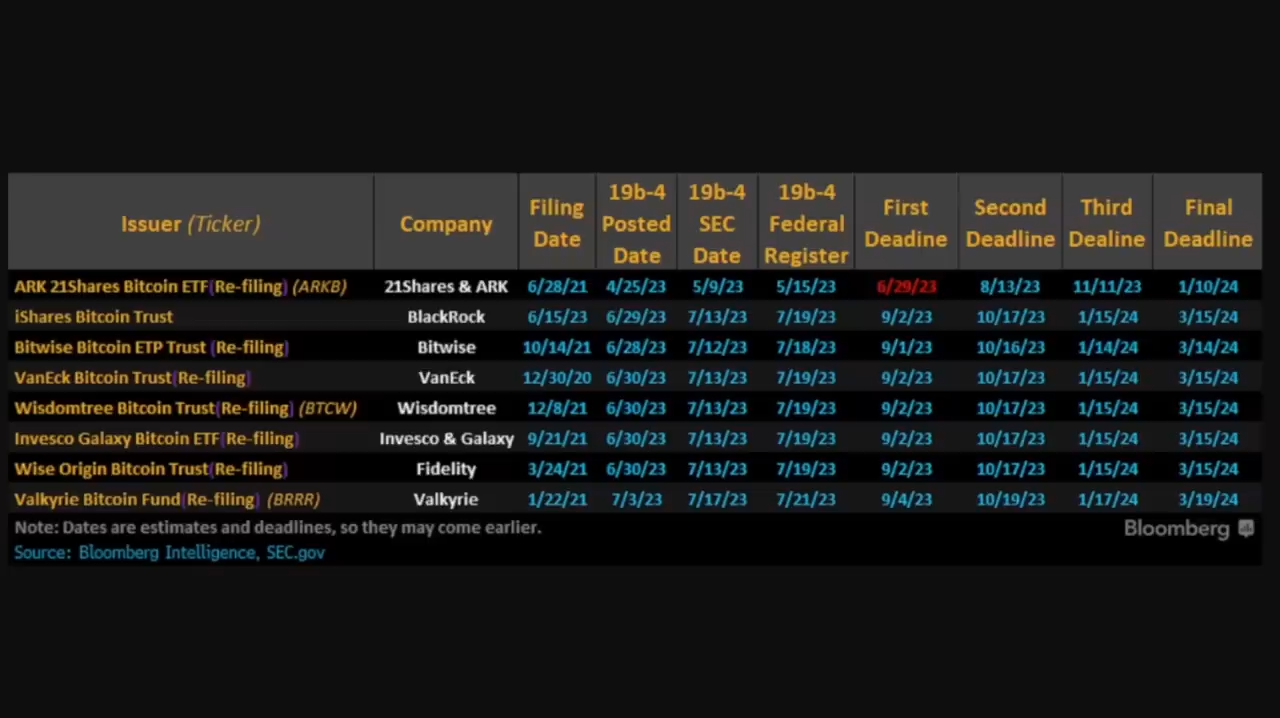 Issuer (Ticker) Company Filing Date 19b-4 Posted Date 19b-4 SEC Date 19b-4 Federal Register First Deadine Second Deadline Third Dealine Final Deadline
ARK 21Shares Bitcoin ETF(Re-filing) (ARKB) 21Shares & ARK 6/28/21 4/25/23 5/9/23 5/15/23 6/29/23 8/13/23 11/11/23 1/10/24
iShares Bitcoin Trust BlackRock 6/15/23 6/29/23 7/13/23 7/19/23 9/2/23 10/17/23 1/15/24 3/15/24
Bitwise Bitcoin ETP Trust (Re-filing) Bitwise 10/14/21 6/28/23 7/12/23 7/18/23 9/1/23 10/16/23 1/14/24 3/14/24
VanEck Bitcoin Trust(Re-filing) VanEck 12/30/20 6/30/23 7/13/23 7/19/23 9/2/23 10/17/23 1/15/24 3/15/24
Wisdomtree Bitcoin Trust(Re-filing) (BTCW) Wisdomtree 12/8/21 6/30/23 7/13/23 7/19/23 9/2/23 10/17/23 1/15/24 3/15/24
Invesco Galaxy Bitcoin ETF(Re-filing) Invesco & Galaxy 9/21/21 6/30/23 7/13/23 7/19/23 9/2/23 10/17/23 1/15/24 3/15/24
Wise Origin Bitcoin Trust(Re-filing) Fidelity 3/24/21 6/30/23 7/13/23 7/19/23 9/2/23 10/17/23 1/15/24 3/15/24
Valkyrie Bitcoin Fund(Re-filing) (BRRR) Valkyrie 1/22/21 7/3/23 7/17/23 7/21/23 9/4/23 10/19/23 1/17/24 3/19/24
Note: Dates are estimates and deadlines, so they may come earlier. Bloomberg
Source: Bloomberg Intelligence, SEC.gov